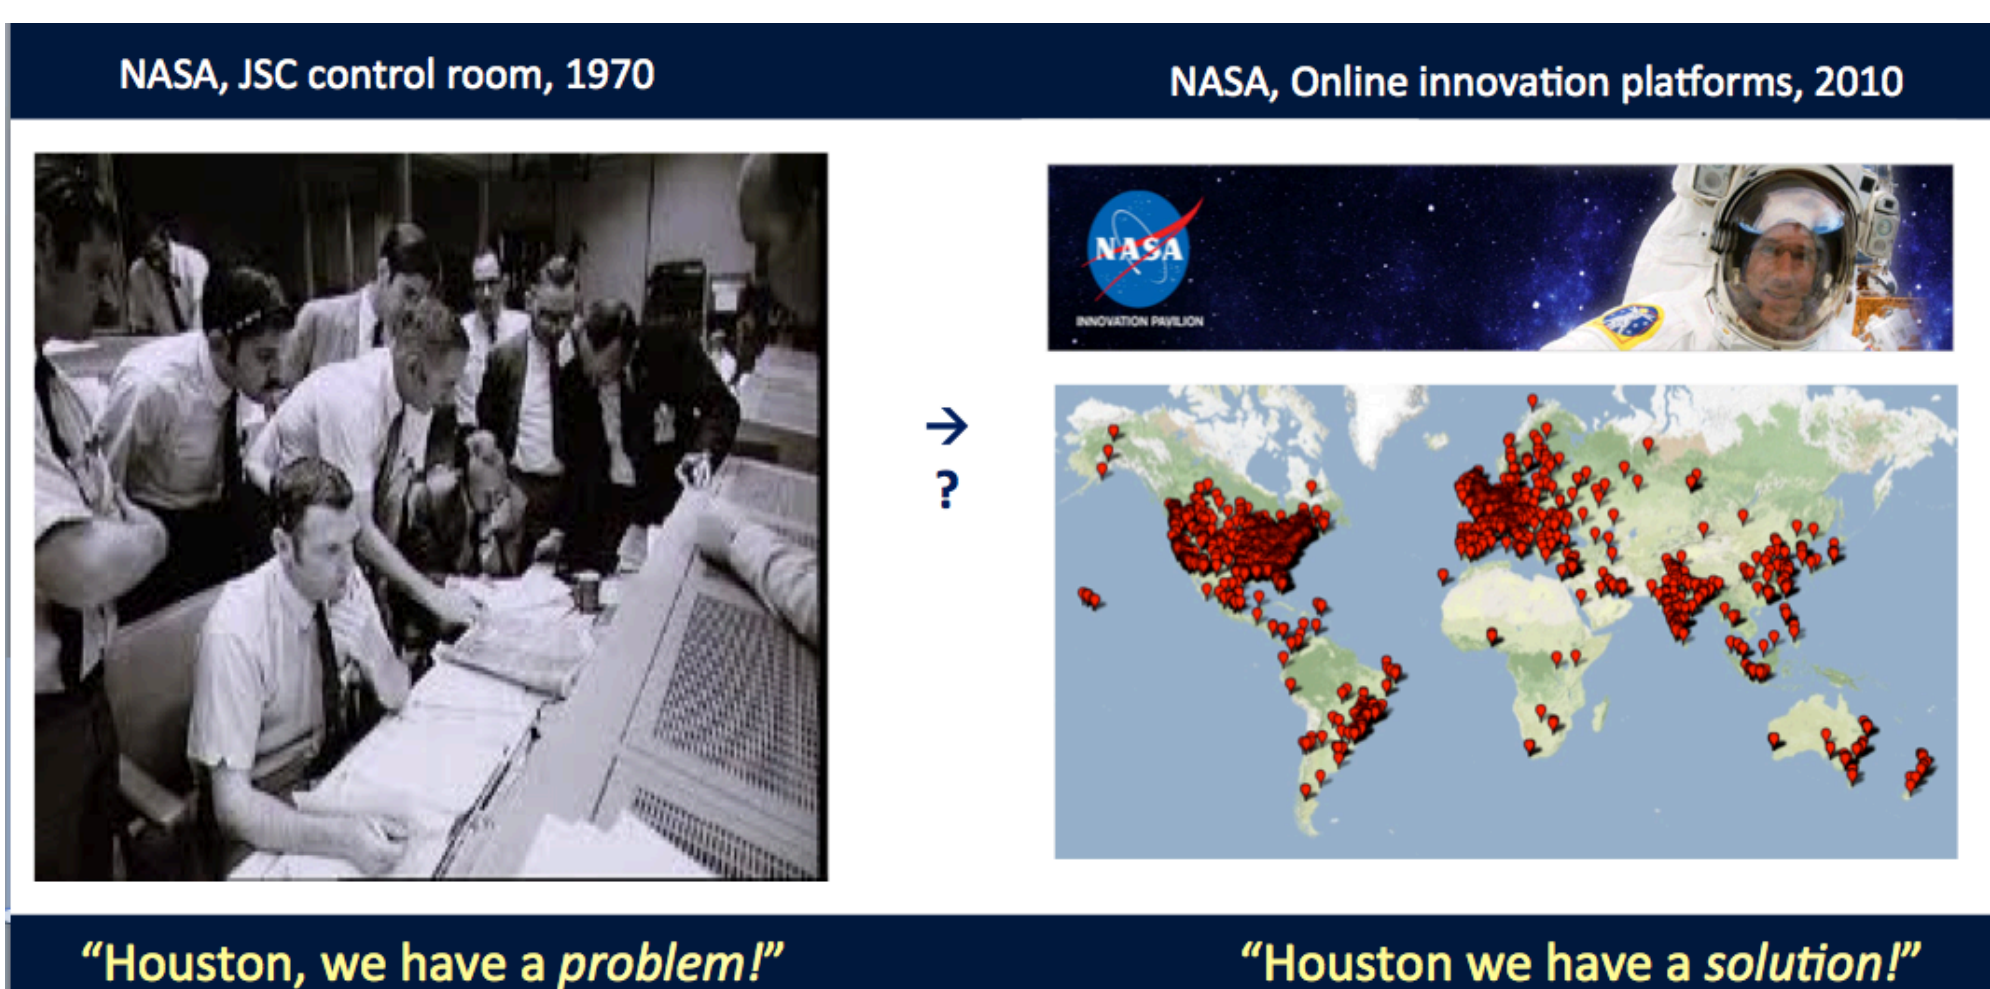 NASA, JSC control room, 1970
NASA, Online innovation platforms, 2010
NASA
INNOVATION PAVILION
→
?
“Houston, we have a problem!”
“Houston we have a solution!”